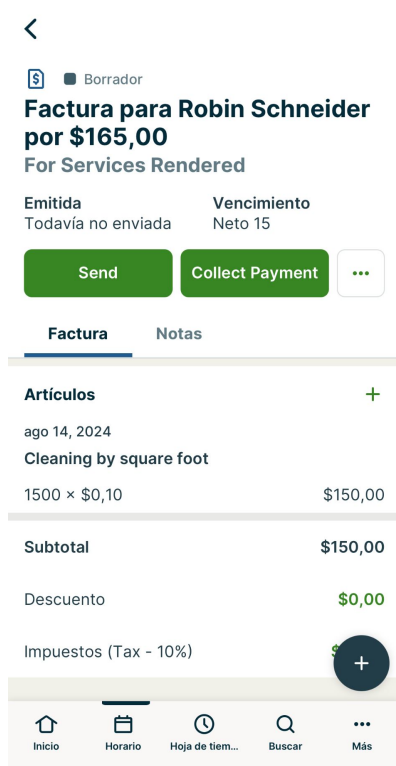 Borrador
Factura para Robin Schneider
por $165,00
For Services Rendered
Emitida
Vencimiento
Todavía no enviada
Neto 15
Send
Collect Payment
Factura
Notas
Artículos
ago 14, 2024
Cleaning by square foot
1500 × $0,10
$150,00
Subtotal
$150,00
Descuento
$0,00
Impuestos (Tax - 10%)
Inicio
Horario
Hoja de tiem...
Buscar
Más